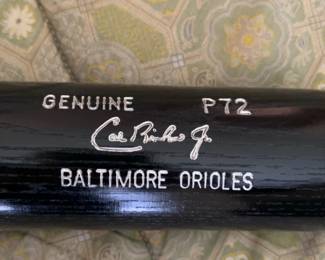 GENUINE P72
Cal Ripken Jr.
BALTIMORE ORIOLES